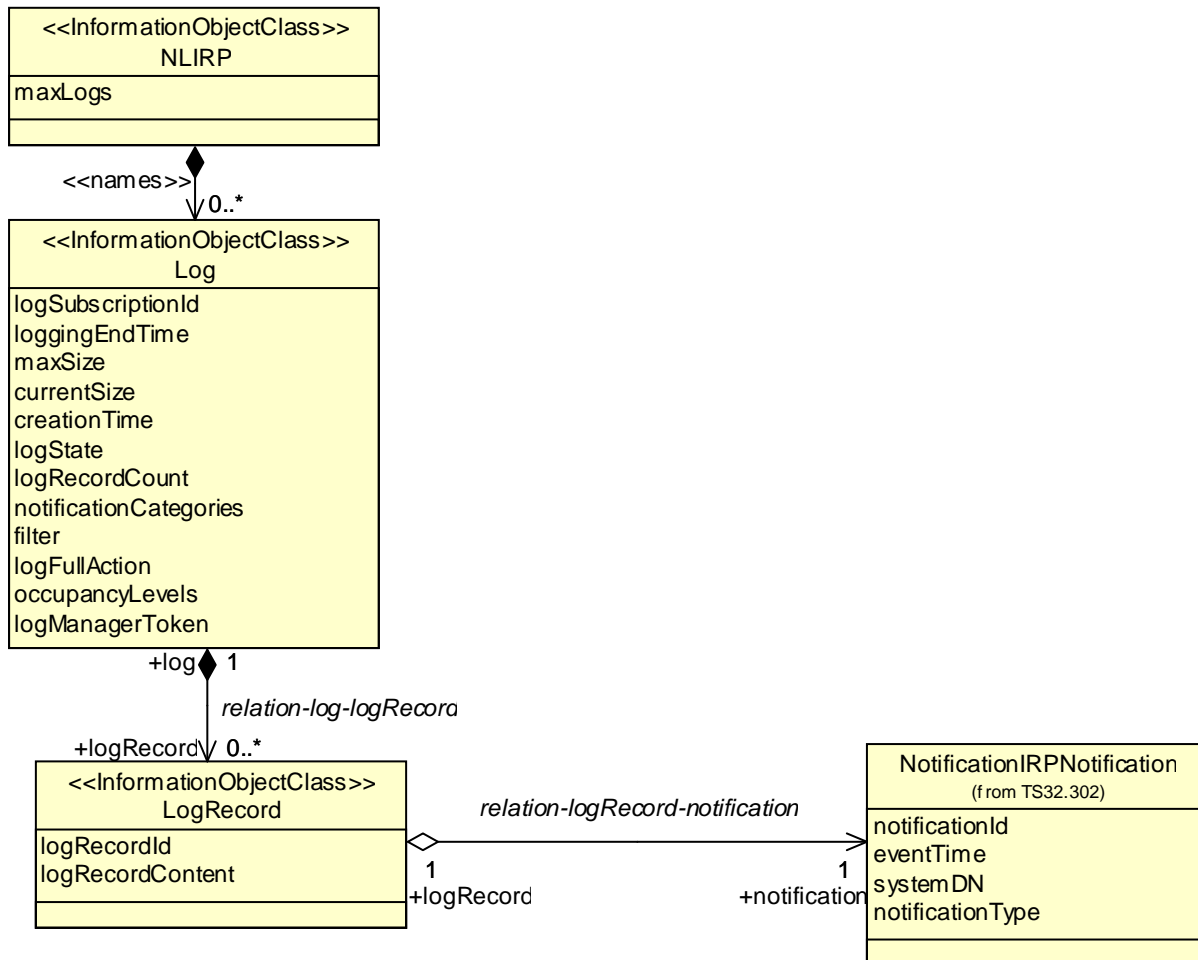 <<InformationObjectClass>>
NLIRP
maxLogs
<<names>>
0..*
<<InformationObjectClass>>
Log
logSubscriptionId
loggingEndTime
maxSize
currentSize
creationTime
logState
logRecordCount
notificationCategories
filter
logFullAction
occupancyLevels
logManagerToken
+log 1
relation-log-logRecord
+logRecord 0..*
<<InformationObjectClass>>
LogRecord
logRecordId
logRecordContent
relation-logRecord-notification
1
+logRecord
1
+notification
NotificationIRPNotification
(from TS32.302)
notificationId
eventTime
systemDN
notificationType